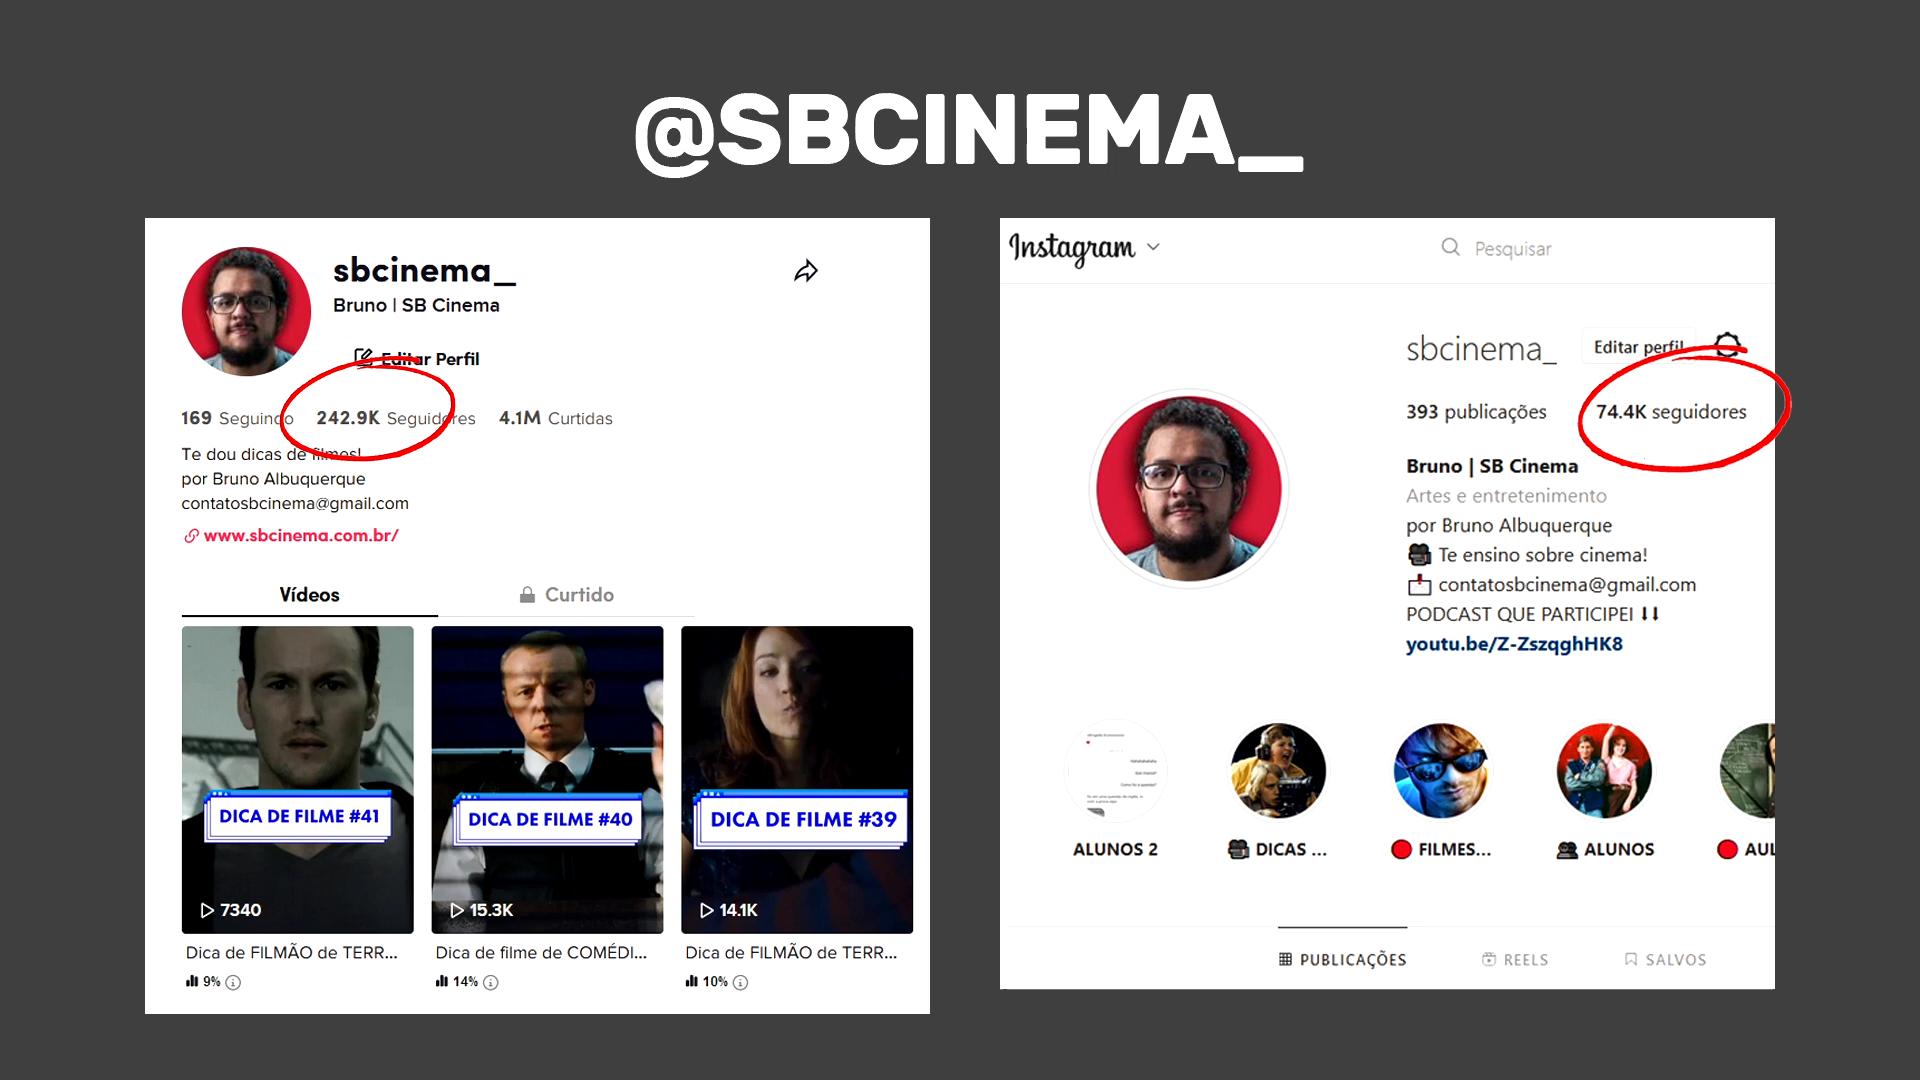 @SBCINEMA_
sbcinema_
Bruno | SB Cinema
Editar Perfil
169 Seguindo 242.9K Seguidores 4.1M Curtidas
Te dou dicas de filmes!
por Bruno Albuquerque
contatosbcinema@gmail.com
www.sbcinema.com.br/
Vídeos Curtido
DICA DE FILME #41
7340
Dica de FILMÃO de TERR...
9%
DICA DE FILME #40
15.3K
Dica de filme de COMÉDI...
14%
DICA DE FILME #39
14.1K
Dica de FILMÃO de TERR...
10%
Instagram Pesquisar
sbcinema_ Editar perfil
393 publicações 74.4K seguidores
Bruno | SB Cinema
Artes e entretenimento
por Bruno Albuquerque
🎥 Te ensino sobre cinema!
📩 contatosbcinema@gmail.com
PODCAST QUE PARTICIPEI ⬇⬇
youtu.be/Z-ZszqghHK8
ALUNOS 2 🎥 DICAS ... 🔴 FILMES... 👥 ALUNOS 🔴 AUL
PUBLICAÇÕES REELS SALVOS